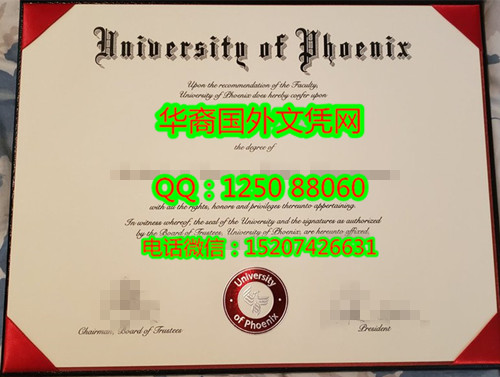 University of Phoenix
Upon the recommendation of the Faculty,
University of Phoenix does hereby confer upon
华裔国外文凭网
the degree of
QQ：1250 88060
with all the rights, honors and privileges thereunto appertaining.
In witness whereof, the seal of the University and the signatures as authorized
by the Board of Trustees, University of Phoenix, are hereunto affixed,
电话微信：15207426631
University
of Phoenix
Chairman, Board of Trustees
President